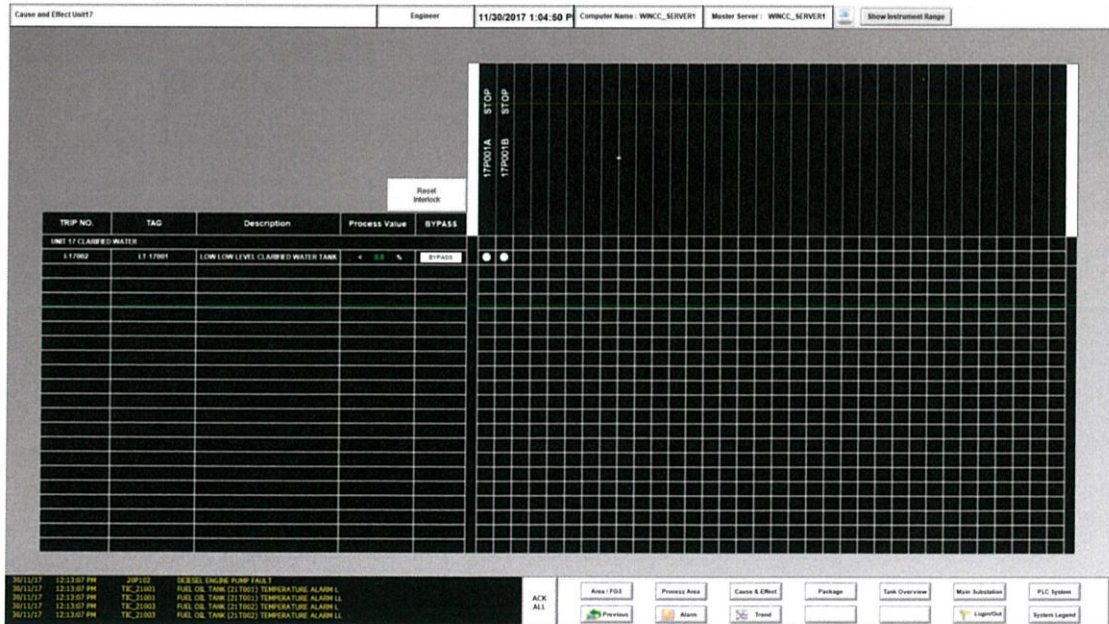 Cause and Effect Unit17
Engineer
11/30/2017 1:04:50 P
Computer Name : WINCC_SERVER1
Master Server : WINCC_SERVER1
Show Instrument Range
17P001A STOP
17P001B STOP
Reset
Interlock
TRIP NO. TAG Description Process Value BYPASS
UNIT 17 CLARIFIED WATER
I-17002 LT-17001 LOW LOW LEVEL CLARIFIED WATER TANK < % BYPASS
30/11/17 12:13:07 PM 20P102 DEIESEL ENGINE PUMP FAULT
30/11/17 12:13:07 PM TIC_21001 FUEL OIL TANK (21T001) TEMPERATURE ALARM L
30/11/17 12:13:07 PM TIC_21001 FUEL OIL TANK (21T001) TEMPERATURE ALARM LL
30/11/17 12:13:07 PM TIC_21003 FUEL OIL TANK (21T002) TEMPERATURE ALARM L
30/11/17 12:13:07 PM TIC_21003 FUEL OIL TANK (21T002) TEMPERATURE ALARM LL
ACK
ALL
Area / FGS Process Area Cause & Effect Package Tank Overview Main Substation PLC System
Previous Alarm Trend Login/Out System Legend